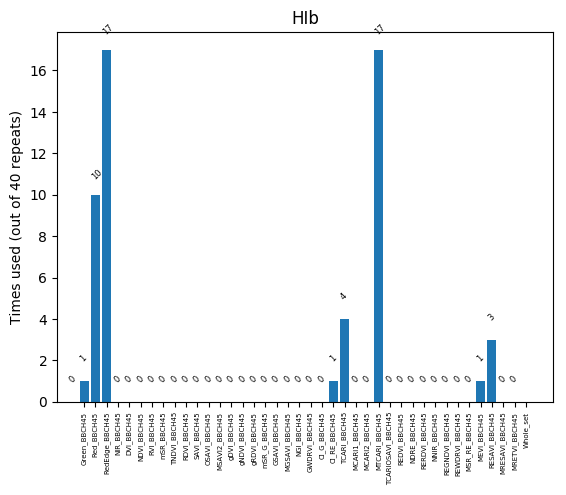 HIb
Times used (out of 40 repeats)
16
14
12
10
8
6
4
2
0
0 1 10 17 0 0 0 0 0 0 0 0 0 0 0 0 0 0 0 0 0 0 0 1 4 0 0 17 0 0 0 0 0 0 0 0 1 3 0 0
Green_BBCH45
Red_BBCH45
RedEdge_BBCH45
NIR_BBCH45
DVI_BBCH45
NDVI_BBCH45
RVI_BBCH45
mSR_BBCH45
TNDVI_BBCH45
RDVI_BBCH45
SAVI_BBCH45
OSAVI_BBCH45
MSAVI2_BBCH45
gDVI_BBCH45
gNDVI_BBCH45
gRDVI_BBCH45
mSR_G_BBCH45
GSAVI_BBCH45
MGSAVI_BBCH45
NGI_BBCH45
GWDRVI_BBCH45
CI_G_BBCH45
CI_RE_BBCH45
TCARI_BBCH45
MCARI1_BBCH45
MCARI2_BBCH45
MTCARI_BBCH45
TCARIOSAVI_BBCH45
REDVI_BBCH45
NDRE_BBCH45
RERDVI_BBCH45
NNIR_BBCH45
REGNDVI_BBCH45
REWDRVI_BBCH45
MSR_RE_BBCH45
MEVI_BBCH45
RESAVI_BBCH45
MRESAVI_BBCH45
MRETVI_BBCH45
Whole_set